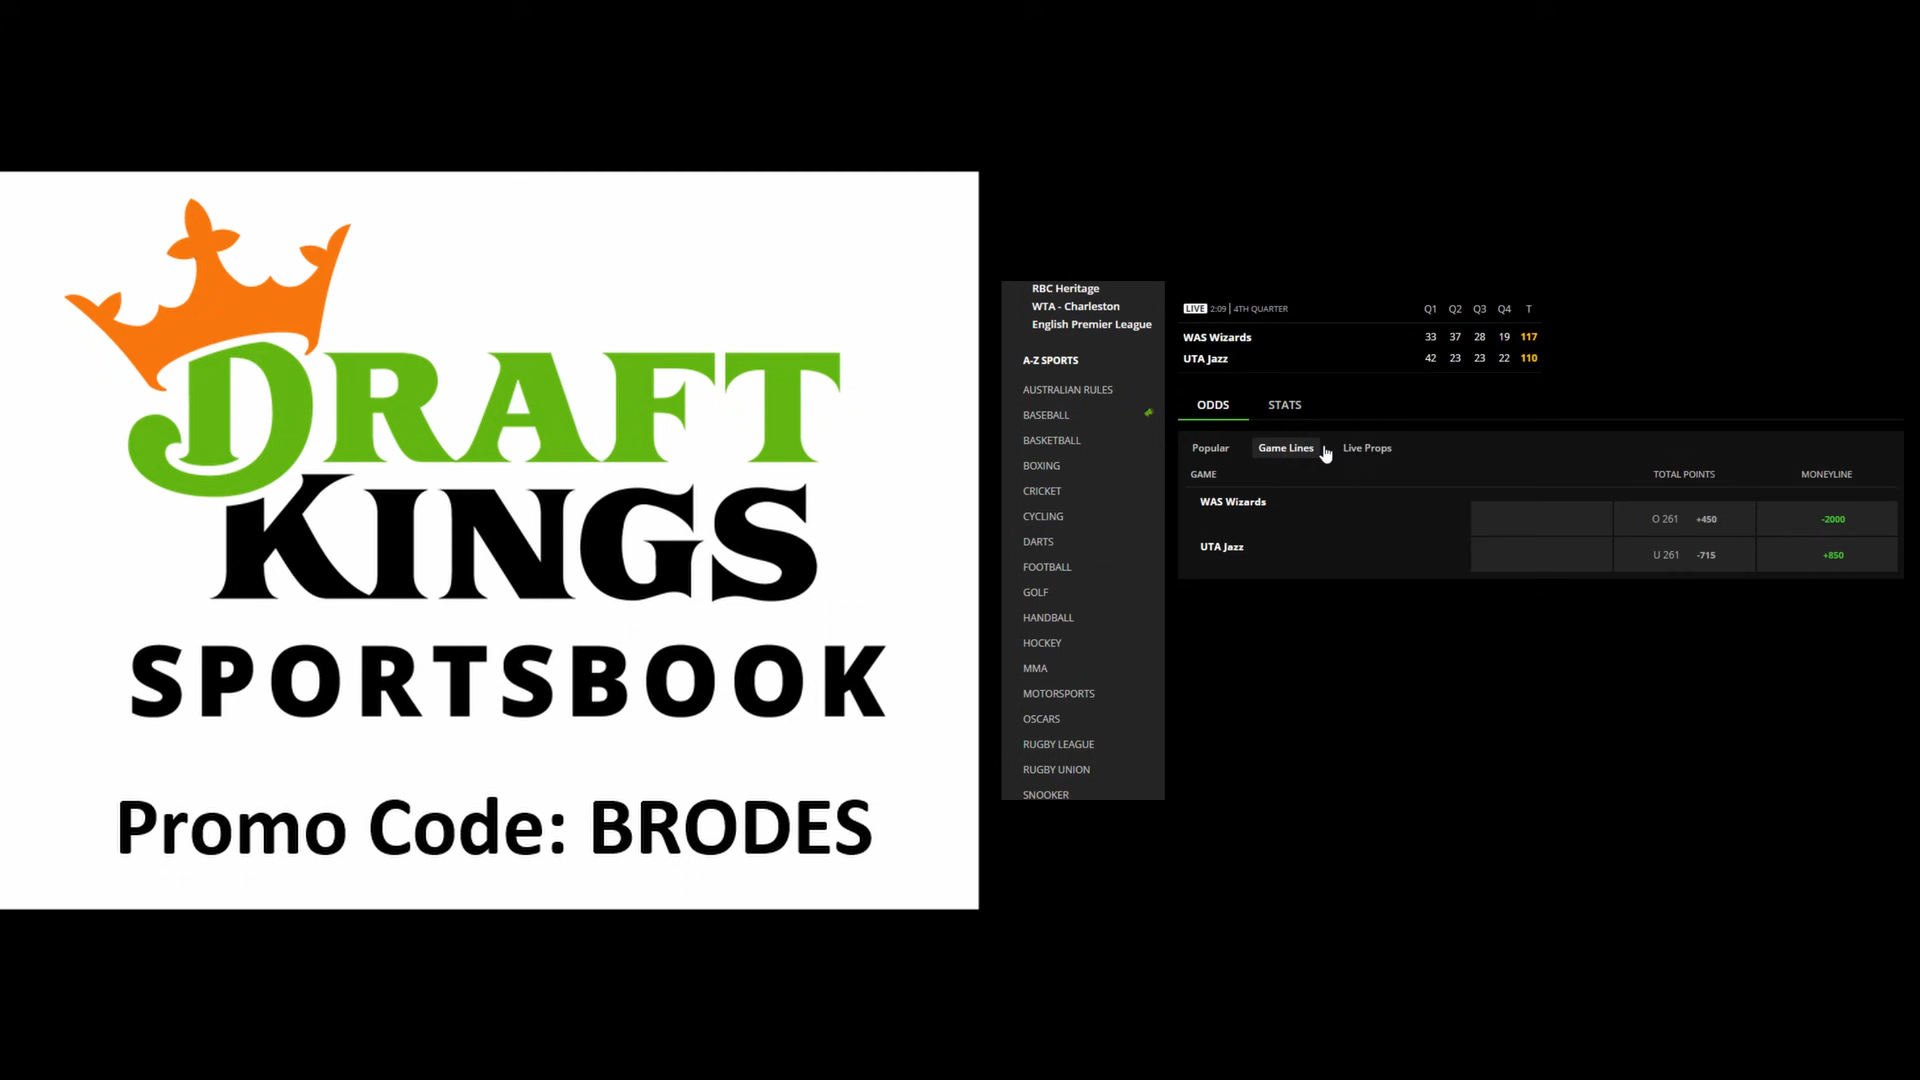 DRAFT
KINGS
SPORTSBOOK
Promo Code: BRODES
RBC Heritage
WTA - Charleston
English Premier League
A-Z SPORTS
AUSTRALIAN RULES
BASEBALL
BASKETBALL
BOXING
CRICKET
CYCLING
DARTS
FOOTBALL
GOLF
HANDBALL
HOCKEY
MMA
MOTORSPORTS
OSCARS
RUGBY LEAGUE
RUGBY UNION
SNOOKER
LIVE 2:09 | 4TH QUARTER Q1 Q2 Q3 Q4 T
WAS Wizards 33 37 28 19 117
UTA Jazz 42 23 23 22 110
ODDS STATS
Popular Game Lines Live Props
GAME TOTAL POINTS MONEYLINE
WAS Wizards O 261 +450 -2000
UTA Jazz U 261 -715 +850